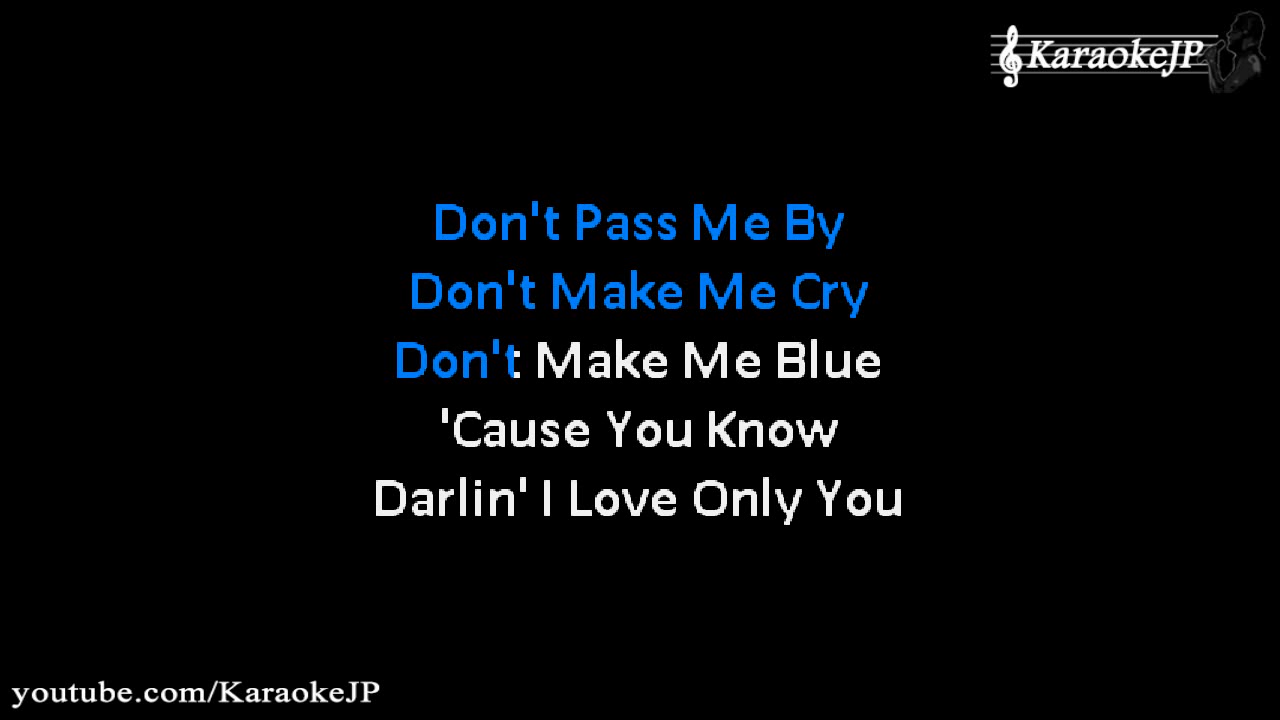 KaraokeJP
Don't Pass Me By
Don't Make Me Cry
Don't Make Me Blue
'Cause You Know
Darlin' I Love Only You
youtube.com/KaraokeJP